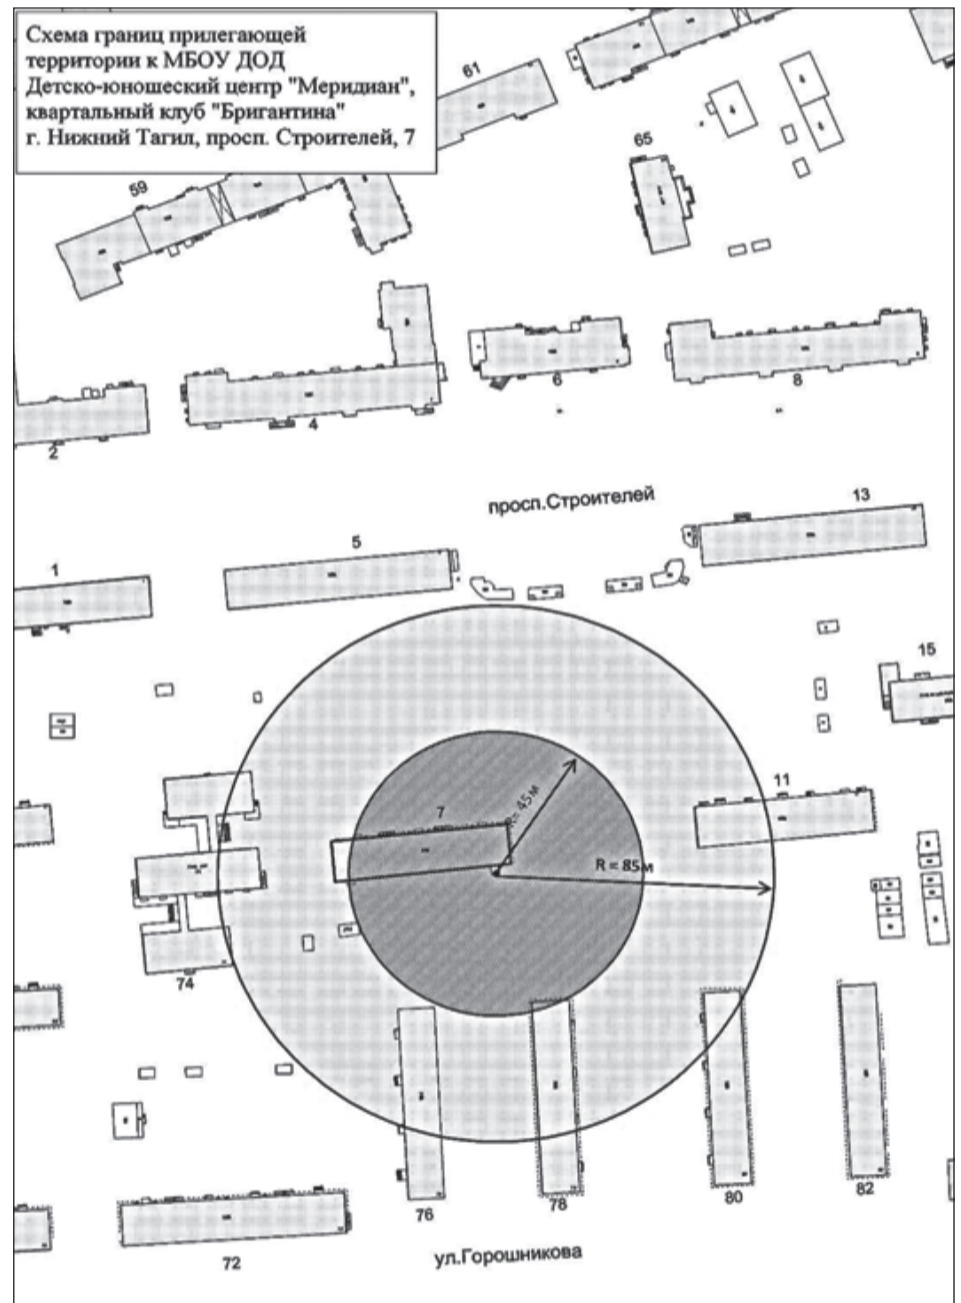 Схема границ прилегающей
территории к МБОУ ДОД
Детско-юношеский центр "Меридиан",
квартальный клуб "Бригантина"
г. Нижний Тагил, просп. Строителей, 7
61
65
59
6
8
4
2
просп.Строителей
13
5
1
15
11
7
R = 45м
R = 85м
74
76
78
80
82
72
ул.Горошникова